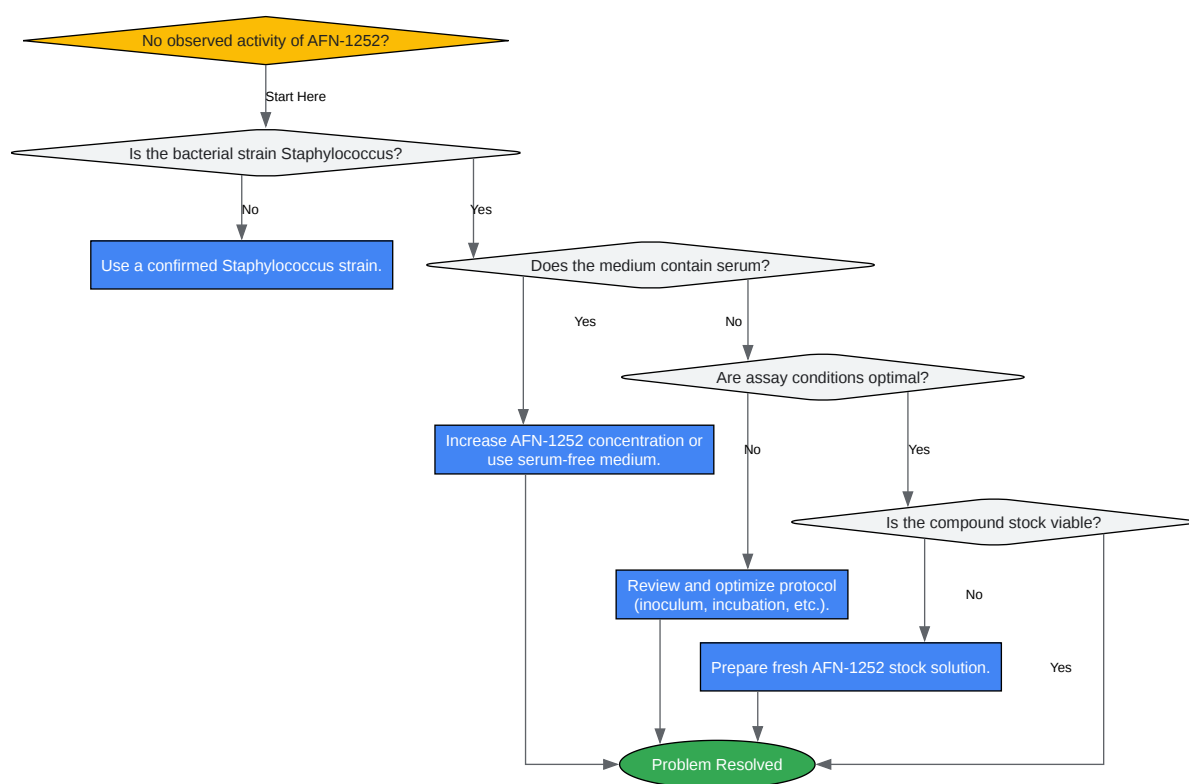 No observed activity of AFN-1252?
Start Here
Is the bacterial strain Staphylococcus?
No
Yes
Use a confirmed Staphylococcus strain.
Does the medium contain serum?
Yes
No
Are assay conditions optimal?
Increase AFN-1252 concentration or
use serum-free medium.
No
Yes
Is the compound stock viable?
Review and optimize protocol
(inoculum, incubation, etc.).
No
Prepare fresh AFN-1252 stock solution.
Yes
Problem Resolved